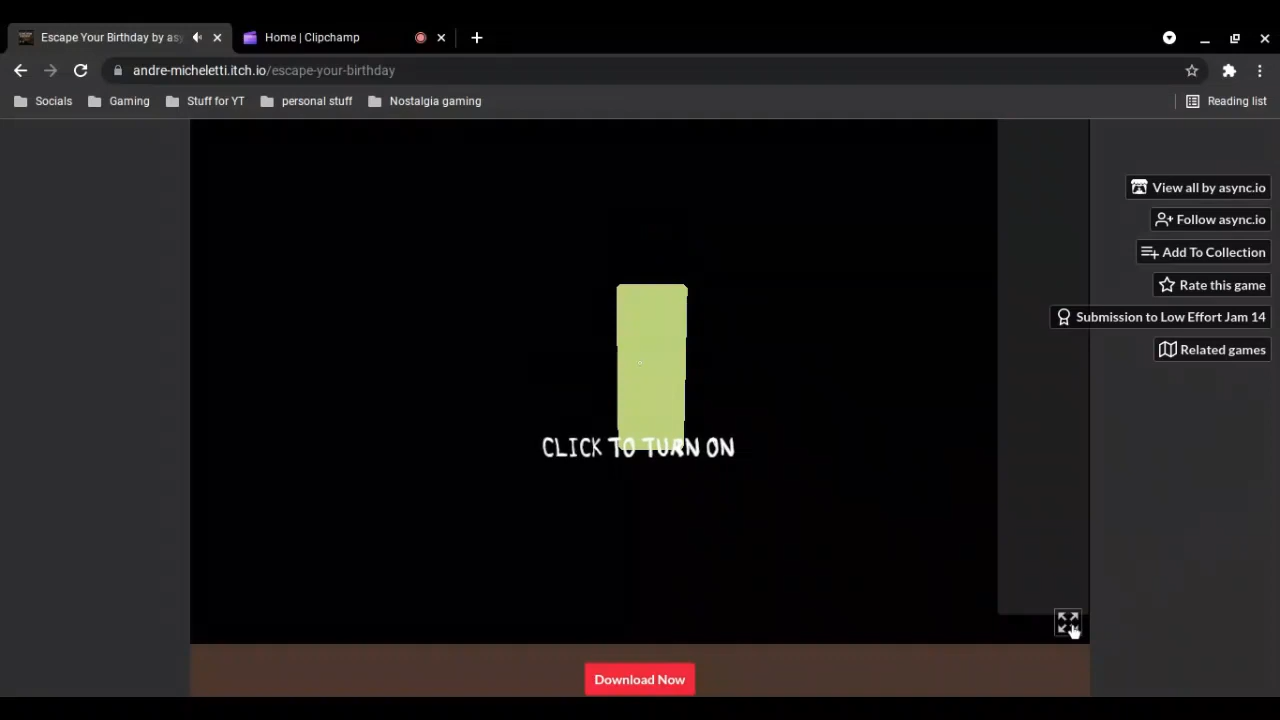 Escape Your Birthday by asy
Home | Clipchamp
andre-micheletti.itch.io/escape-your-birthday
Socials
Gaming
Stuff for YT
personal stuff
Nostalgia gaming
Reading list
View all by async.io
Follow async.io
Add To Collection
Rate this game
Submission to Low Effort Jam 14
Related games
CLICK TO TURN ON
Download Now